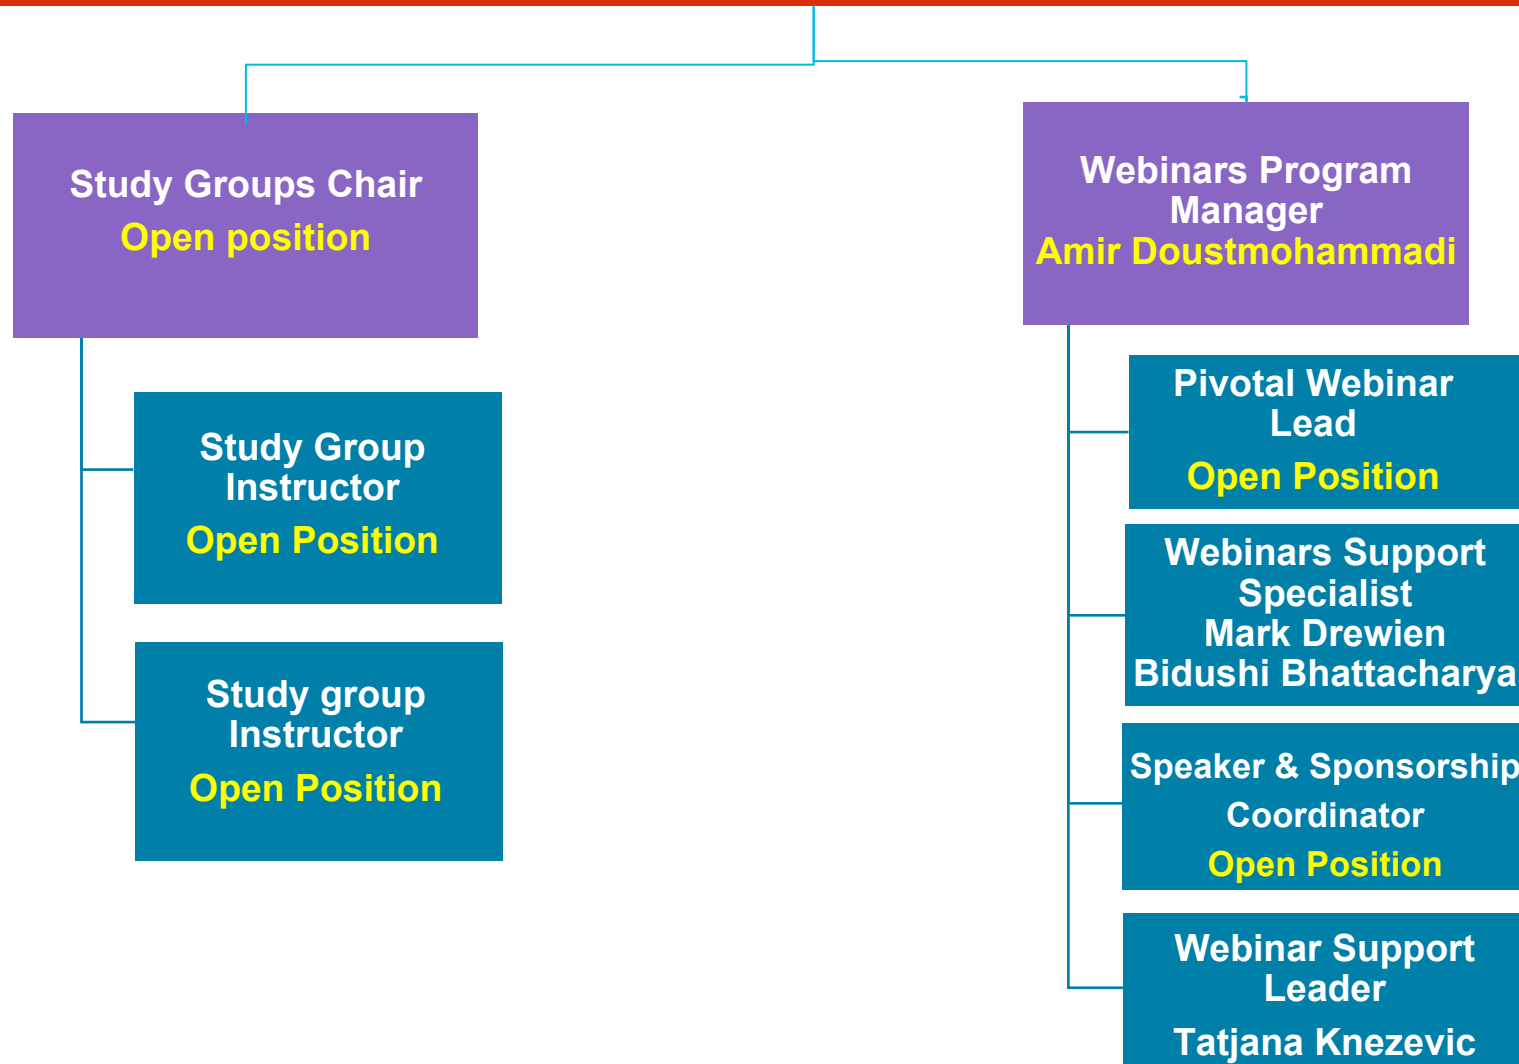 Study Groups Chair
Open position
Webinars Program
Manager
Amir Doustmohammadi
Study Group
Instructor
Open Position
Study group
Instructor
Open Position
Pivotal Webinar
Lead
Open Position
Webinars Support
Specialist
Mark Drewien
Bidushi Bhattacharya
Speaker & Sponsorship
Coordinator
Open Position
Webinar Support
Leader
Tatjana Knezevic